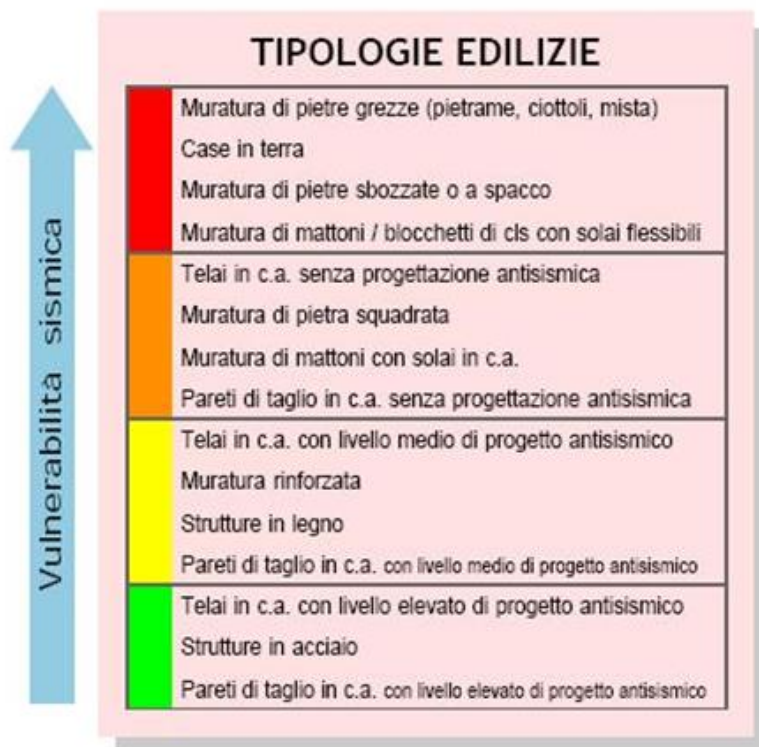 TIPOLOGIE EDILIZIE
Vulnerabilita sismica
Muratura di pietre grezze (pietrame, ciottoli, mista)
Case in terra
Muratura di pietre sbozzate o a spacco
Muratura di mattoni / blocchetti di cls con solai flessibili
Telai in c.a. senza progettazione antisismica
Muratura di pietra squadrata
Muratura di mattoni con solai in c.a.
Pareti di taglio in c.a. senza progettazione antisismica
Telai in c.a. con livello medio di progetto antisismico
Muratura rinforzata
Strutture in legno
Pareti di taglio in c.a. con livello medio di progetto antisismico
Telai in c.a. con livello elevato di progetto antisismico
Strutture in acciaio
Pareti di taglio in c.a. con livello elevato di progetto antisismico